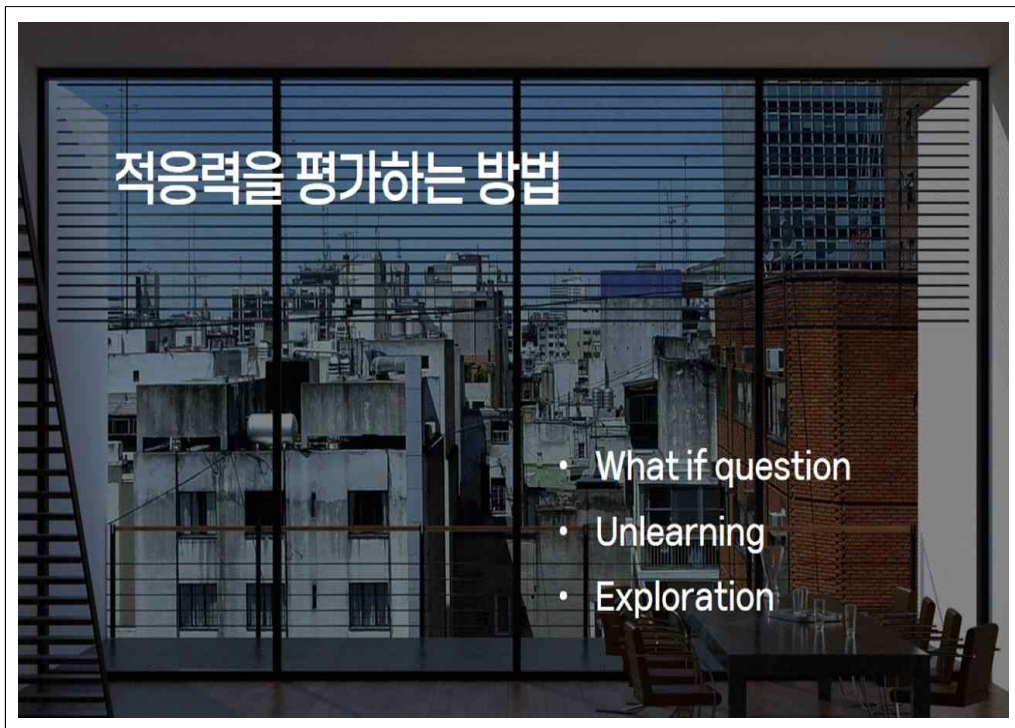 적응력을 평가하는 방법
• What if question
• Unlearning
• Exploration